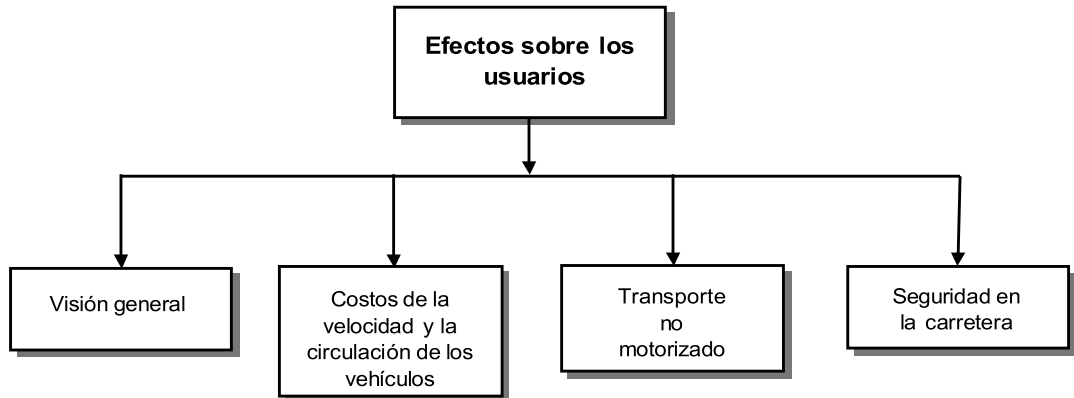 Efectos sobre los
usuarios
Visión general
Costos de la
velocidad y la
circulación de los
vehículos
Transporte
no
motorizado
Seguridad en
la carretera